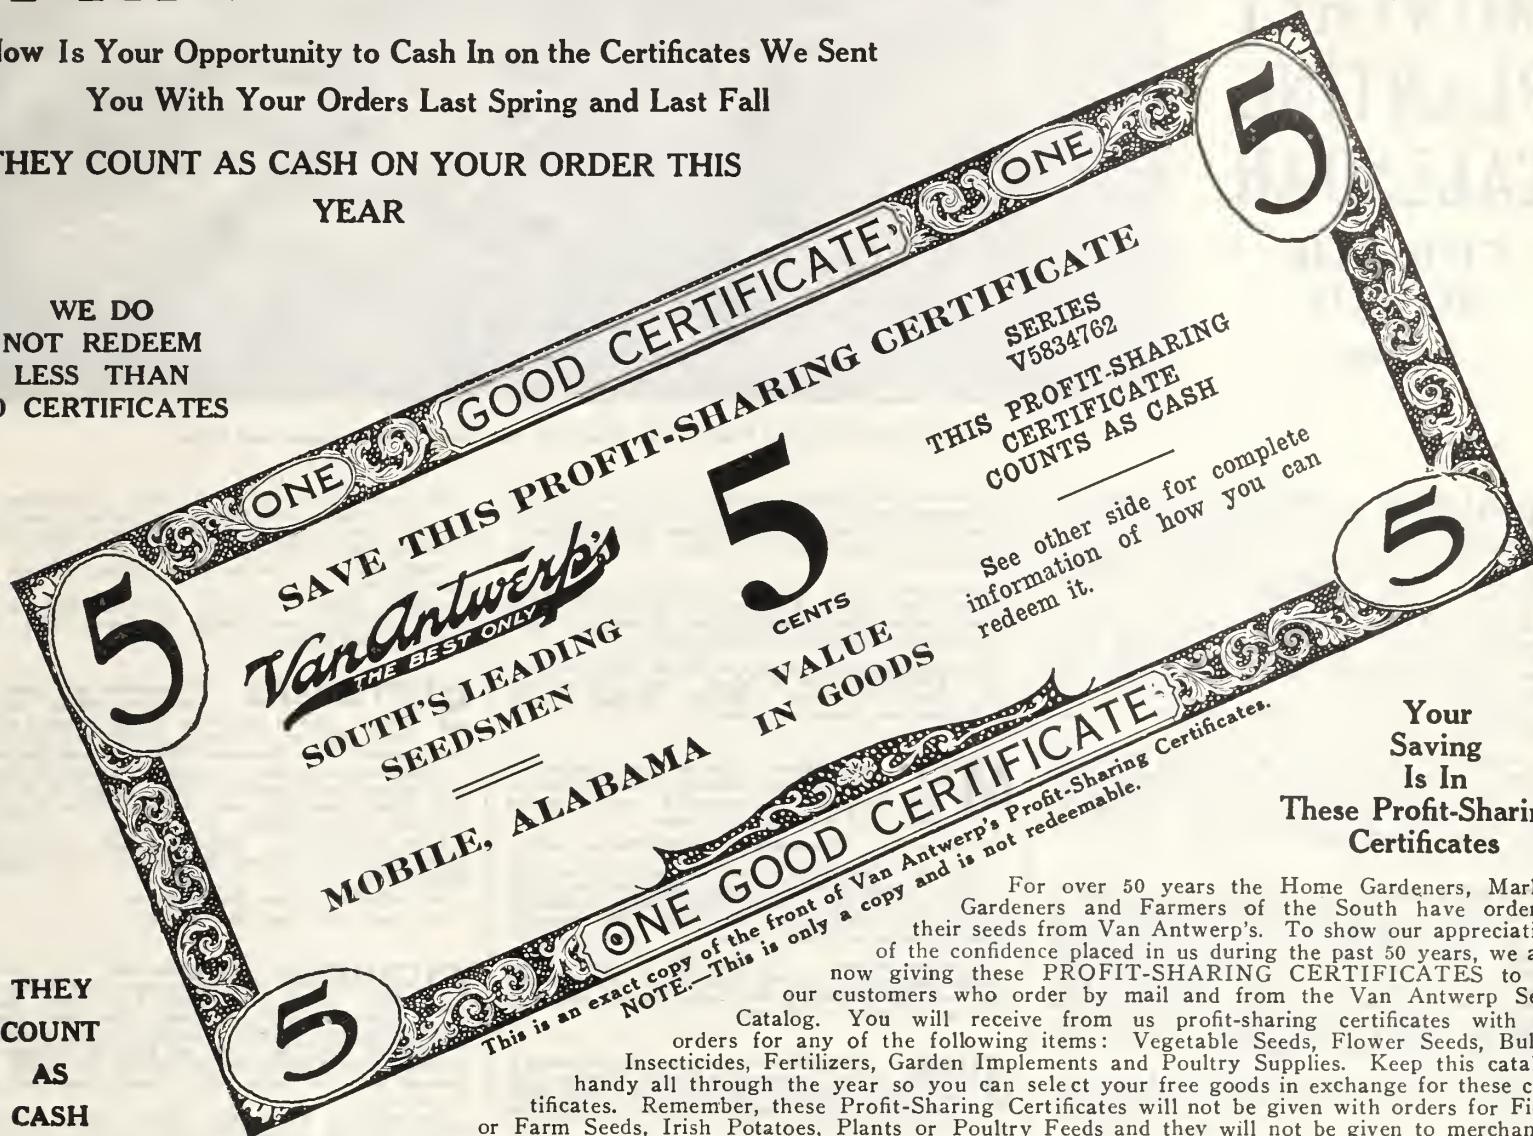 Now Is Your Opportunity to Cash In on the Certificates We Sent
You With Your Orders Last Spring and Last Fall
THEY COUNT AS CASH ON YOUR ORDER THIS
YEAR
WE DO
NOT REDEEM
LESS THAN
CERTIFICATES
5
ONE
GOOD CERTIFICATE
ONE
5
SAVE THIS PROFIT-SHARING CERTIFICATE
Van Antwerp's
THE BEST ONLY
SOUTH'S LEADING
SEEDSMEN
MOBILE, ALABAMA
5
CENTS
VALUE
IN GOODS
SERIES
V5834762
THIS PROFIT-SHARING
CERTIFICATE
COUNTS AS CASH
See other side for complete
information of how you can
redeem it.
5
ONE GOOD CERTIFICATE
5
This is an exact copy of the front of Van Antwerp's Profit-Sharing Certificates.
NOTE.—This is only a copy and is not redeemable.
THEY
COUNT
AS
CASH
Your
Saving
Is In
These Profit-Sharin
Certificates
For over 50 years the Home Gardeners, Mark
Gardeners and Farmers of the South have order
their seeds from Van Antwerp's. To show our appreciati
of the confidence placed in us during the past 50 years, we a
now giving these PROFIT-SHARING CERTIFICATES to
our customers who order by mail and from the Van Antwerp Se
Catalog. You will receive from us profit-sharing certificates with
orders for any of the following items: Vegetable Seeds, Flower Seeds, Bul
Insecticides, Fertilizers, Garden Implements and Poultry Supplies. Keep this catal
handy all through the year so you can select your free goods in exchange for these c
tificates. Remember, these Profit-Sharing Certificates will not be given with orders for Fi
or Farm Seeds, Irish Potatoes, Plants or Poultry Feeds and they will not be given to merchan